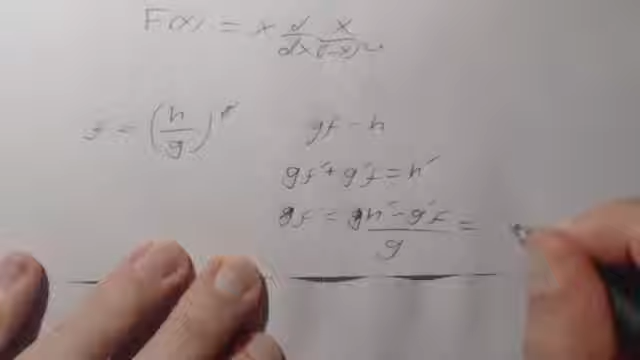 F(x) = x d/dx x/(1-x)²
f = (h/g)'
gf = h
gf' + g'f = h'
gf = gh' - g'f / g =